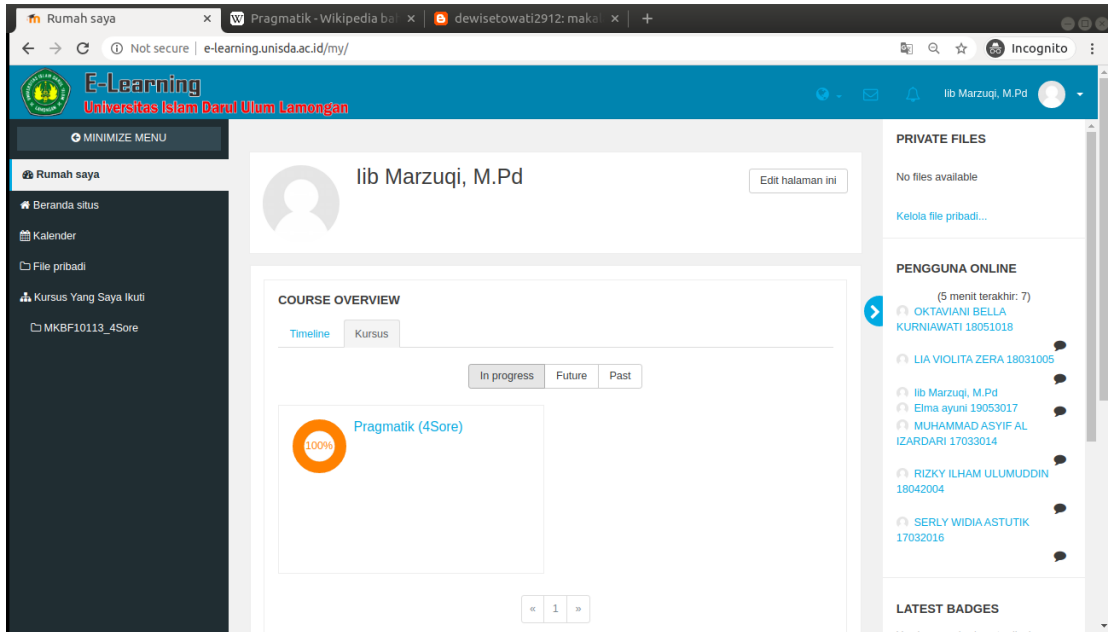 Rumah saya
Pragmatik - Wikipedia bah
dewisetowati2912: makal
Not secure | e-learning.unisda.ac.id/my/
Incognito
E-Learning
Universitas Islam Darul Ulum Lamongan
Iib Marzuqi, M.Pd
MINIMIZE MENU
Rumah saya
Beranda situs
Kalender
File pribadi
Kursus Yang Saya Ikuti
MKBF10113_4Sore
Iib Marzuqi, M.Pd
Edit halaman ini
COURSE OVERVIEW
Timeline Kursus
In progress Future Past
100%
Pragmatik (4Sore)
« 1 »
PRIVATE FILES
No files available
Kelola file pribadi...
PENGGUNA ONLINE
(5 menit terakhir: 7)
OKTAVIANI BELLA
KURNIAWATI 18051018
LIA VIOLITA ZERA 18031005
Iib Marzuqi, M.Pd
Elma ayuni 19053017
MUHAMMAD ASYIF AL
IZARDARI 17033014
RIZKY ILHAM ULUMUDDIN
18042004
SERLY WIDIA ASTUTIK
17032016
LATEST BADGES